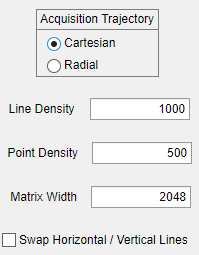 Acquisition Trajectory
Cartesian
Radial
Line Density 1000
Point Density 500
Matrix Width 2048
Swap Horizontal / Vertical Lines